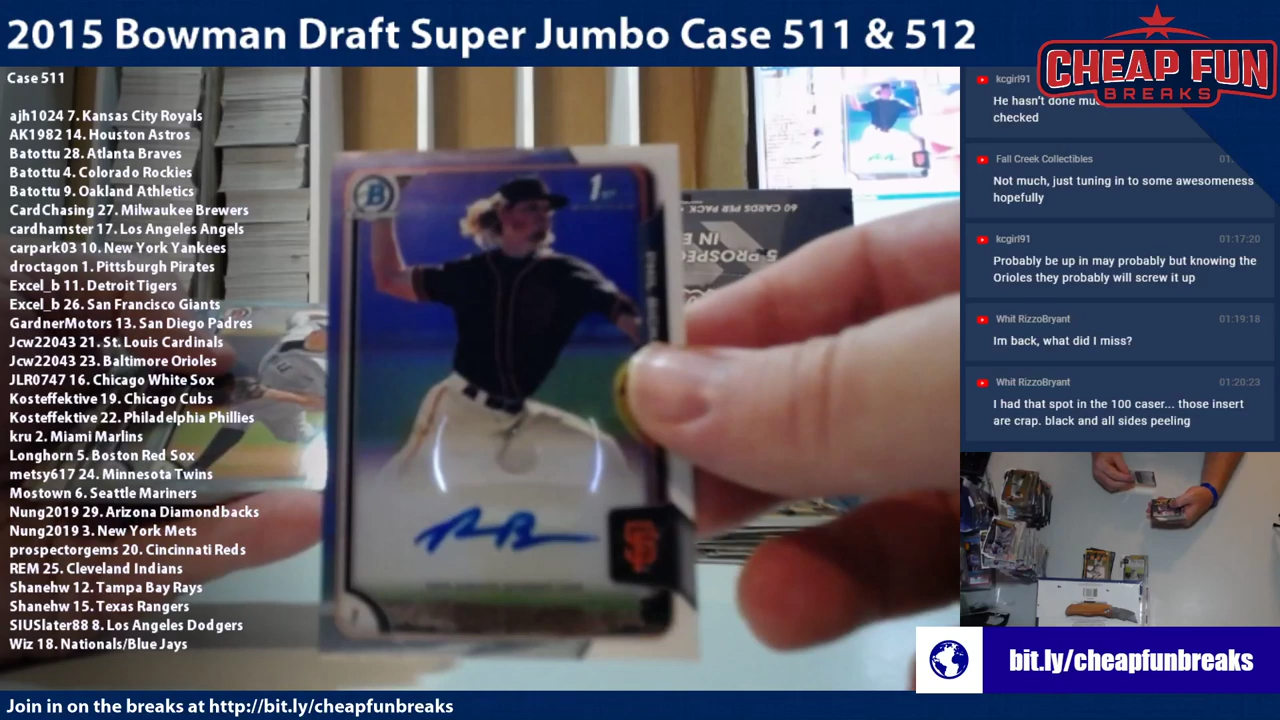 2015 Bowman Draft Super Jumbo Case 511 & 512
CHEAP FUN
BREAKS
Case 511
ajh1024 7. Kansas City Royals
AK1982 14. Houston Astros
Batottu 28. Atlanta Braves
Batottu 4. Colorado Rockies
Batottu 9. Oakland Athletics
CardChasing 27. Milwaukee Brewers
cardhamster 17. Los Angeles Angels
carpark03 10. New York Yankees
droctagon 1. Pittsburgh Pirates
Excel_b 11. Detroit Tigers
Excel_b 26. San Francisco Giants
GardnerMotors 13. San Diego Padres
Jcw22043 21. St. Louis Cardinals
Jcw22043 23. Baltimore Orioles
JLR0747 16. Chicago White Sox
Kosteffektive 19. Chicago Cubs
Kosteffektive 22. Philadelphia Phillies
kru 2. Miami Marlins
Longhorn 5. Boston Red Sox
metsy617 24. Minnesota Twins
Mostown 6. Seattle Mariners
Nung2019 29. Arizona Diamondbacks
Nung2019 3. New York Mets
prospectorgems 20. Cincinnati Reds
REM 25. Cleveland Indians
Shanehw 12. Tampa Bay Rays
Shanehw 15. Texas Rangers
SIUSlater88 8. Los Angeles Dodgers
Wiz 18. Nationals/Blue Jays
B
1st
SF
60 CARDS PER PACK
5 PROSPEC
IN E
kcgirl91
He hasn't done
checked
Fall Creek Collectibles
Not much, just tuning in to some awesomeness
hopefully
kcgirl91 01:17:20
Probably be up in may probably but knowing the
Orioles they probably will screw it up
Whit RizzoBryant 01:19:18
Im back, what did I miss?
Whit RizzoBryant 01:20:23
I had that spot in the 100 caser... those insert
are crap. black and all sides peeling
bit.ly/cheapfunbreaks
Join in on the breaks at http://bit.ly/cheapfunbreaks